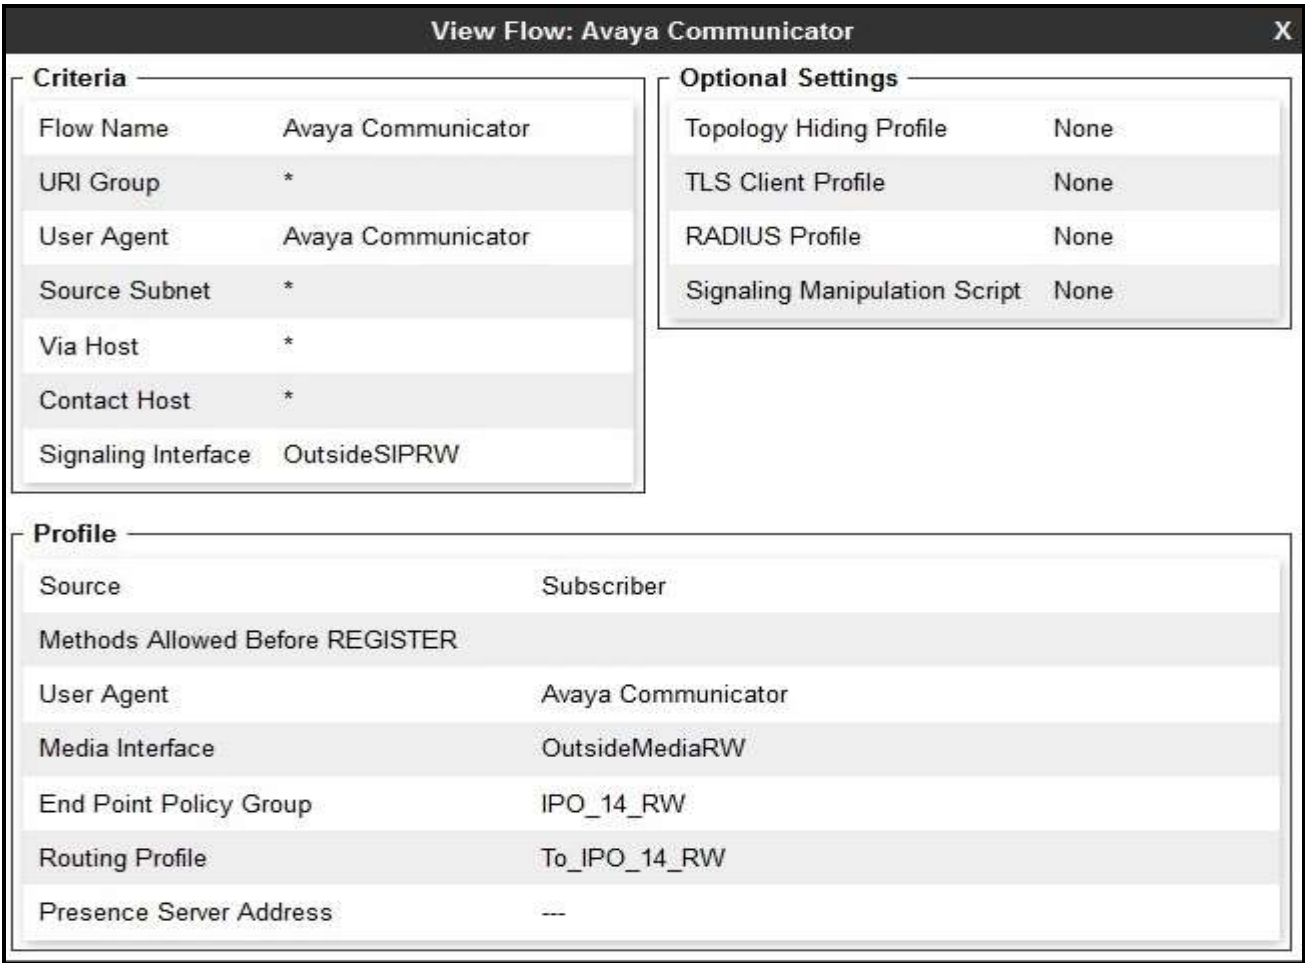 View Flow: Avaya Communicator X
Criteria
Flow Name Avaya Communicator
URI Group *
User Agent Avaya Communicator
Source Subnet *
Via Host *
Contact Host *
Signaling Interface OutsideSIPRW
Optional Settings
Topology Hiding Profile None
TLS Client Profile None
RADIUS Profile None
Signaling Manipulation Script None
Profile
Source Subscriber
Methods Allowed Before REGISTER
User Agent Avaya Communicator
Media Interface OutsideMediaRW
End Point Policy Group IPO_14_RW
Routing Profile To_IPO_14_RW
Presence Server Address ---